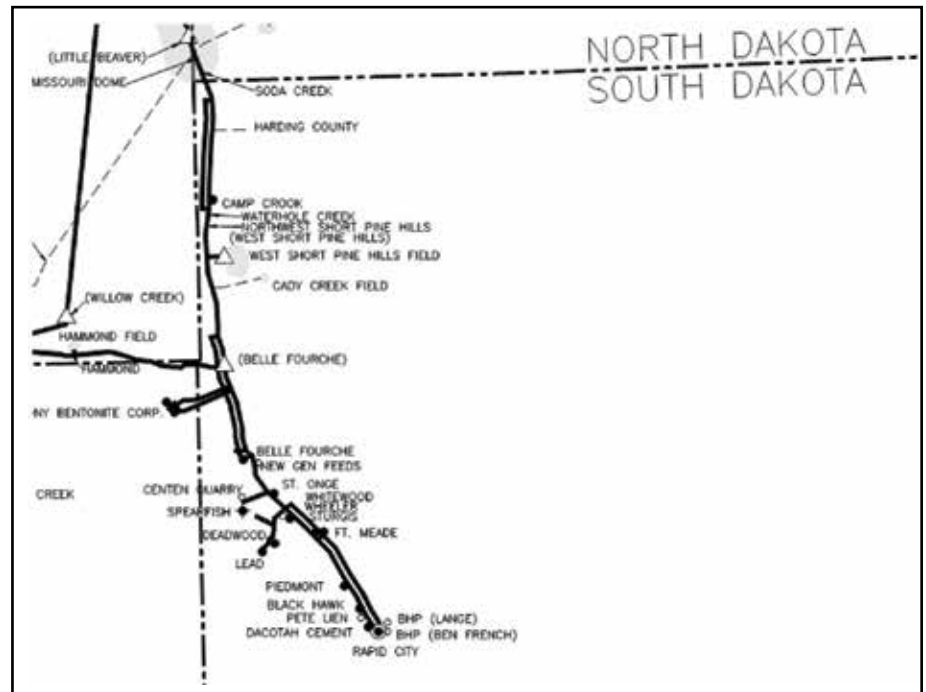 (LITTLE BEAVER)
NORTH DAKOTA
MISSOURI DOME
SODA CREEK
SOUTH DAKOTA
HARDING COUNTY
CAMP CROOK
WATERHOLE CREEK
NORTHWEST SHORT PINE HILLS
(WEST SHORT PINE HILLS)
WEST SHORT PINE HILLS FIELD
CADY CREEK FIELD
(WILLOW CREEK)
HAMMOND FIELD
(BELLE FOURCHE)
HAMMOND
NY BENTONITE CORP.
BELLE FOURCHE
NEW GEN FEEDS
ST. ONGE
CENTEN QUARRY
CREEK
WHITEWOOD
WHEELER
SPEARFISH
STURGIS
DEADWOOD
FT. MEADE
LEAD
PIEDMONT
BLACK HAWK
PETE LIEN
BHP (LANGE)
DACOTAH CEMENT
BHP (BEN FRENCH)
RAPID CITY